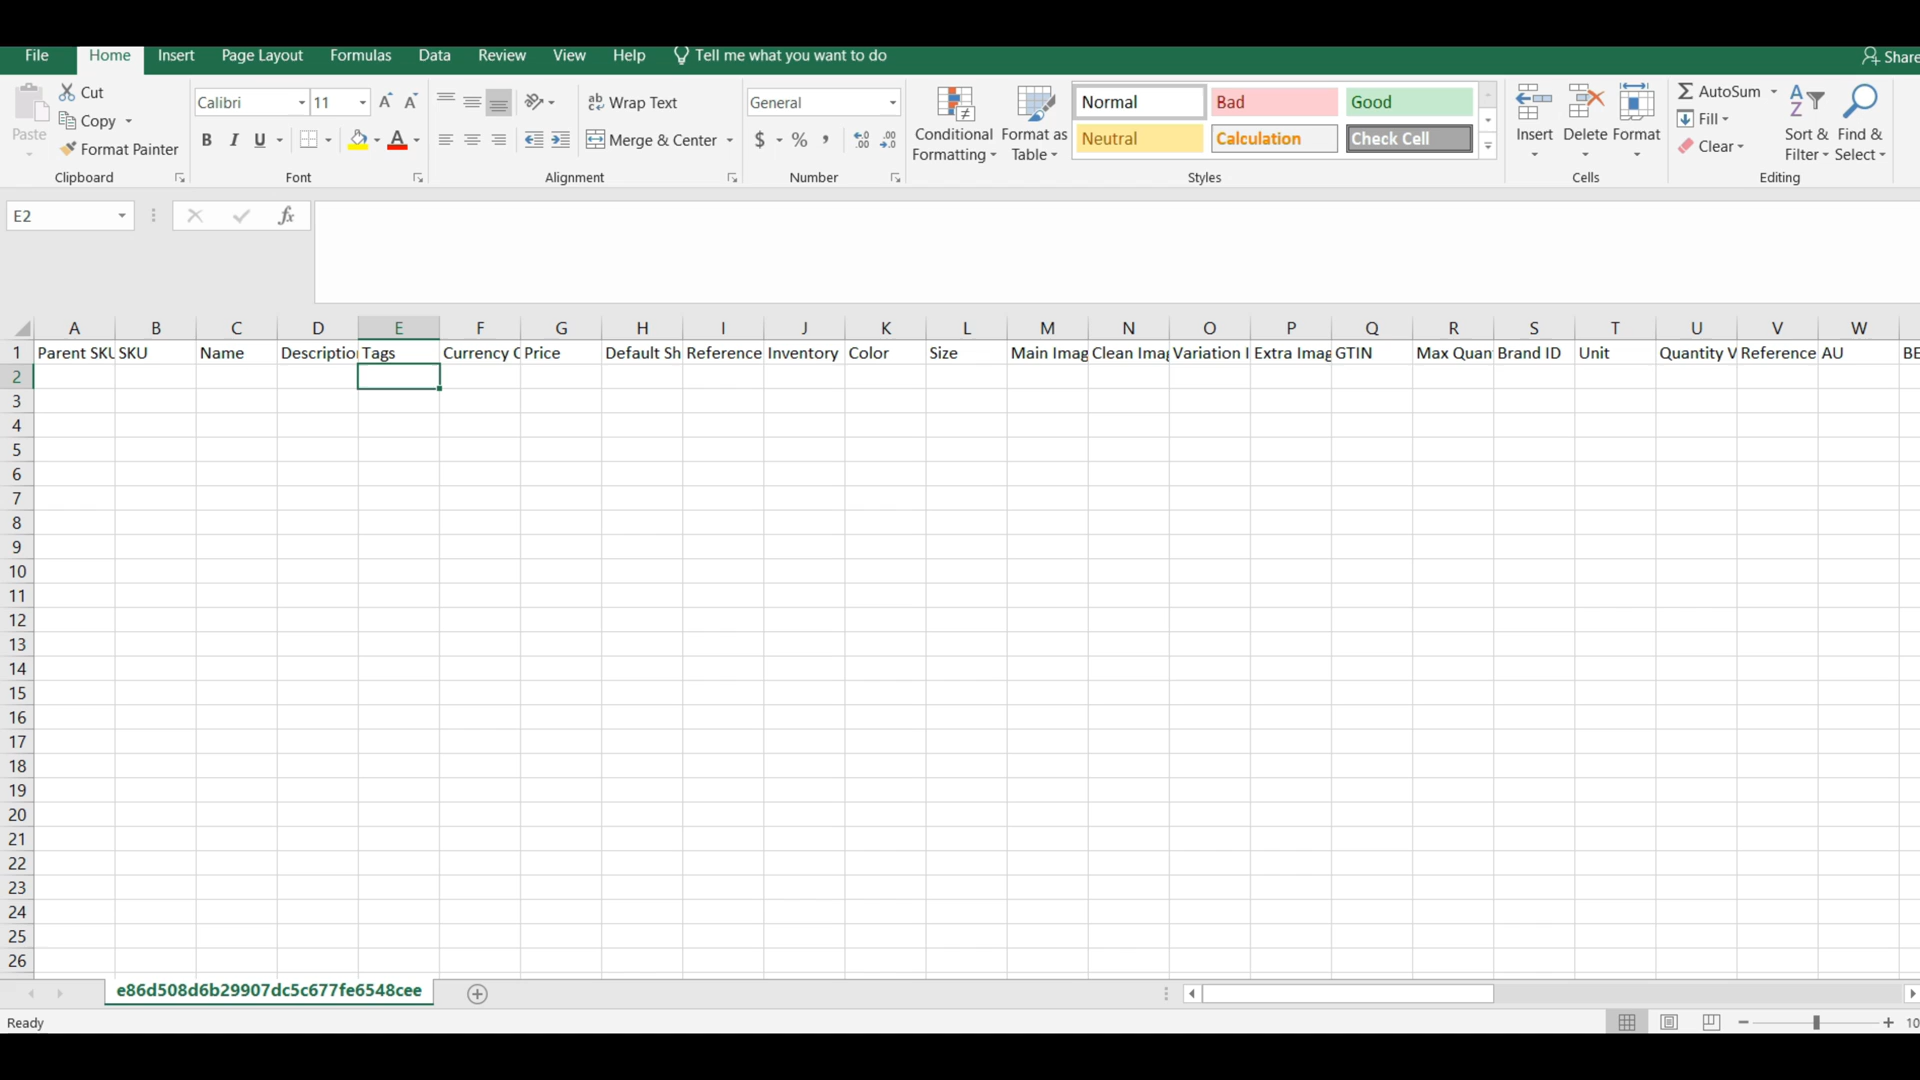 File Home Insert Page Layout Formulas Data Review View Help Tell me what you want to do Share
Paste Cut Copy Format Painter
Clipboard
Calibri 11
B I U A
Font
Wrap Text
Merge & Center
Alignment
General
$ % ,
Number
Conditional Formatting
Format as Table
Normal Bad Good
Neutral Calculation Check Cell
Styles
Insert Delete Format
Cells
AutoSum
Fill
Clear
Sort & Filter
Find & Select
Editing
E2 fx
A B C D E F G H I J K L M N O P Q R S T U V W
1 Parent SKU SKU Name Description Tags Currency C Price Default Sh Reference Inventory Color Size Main Imag Clean Imag Variation I Extra Imag GTIN Max Quan Brand ID Unit Quantity V Reference AU BE
2
3
4
5
6
7
8
9
10
11
12
13
14
15
16
17
18
19
20
21
22
23
24
25
26
e86d508d6b29907dc5c677fe6548cee
Ready 10